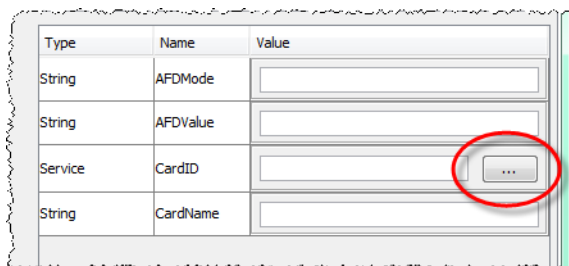 Type Name Value
String AFDMode
String AFDValue
Service CardID ...
String CardName